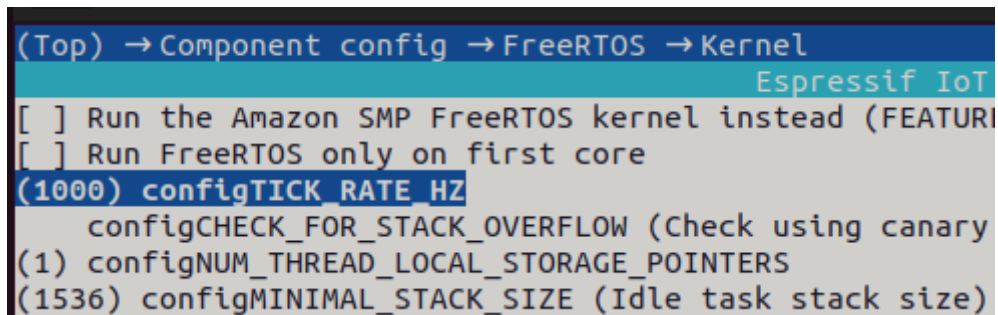 (Top) → Component config → FreeRTOS → Kernel
Espressif IoT
[ ] Run the Amazon SMP FreeRTOS kernel instead
[ ] Run FreeRTOS only on first core
(1000) configTICK_RATE_HZ
configCHECK_FOR_STACK_OVERFLOW (Check using canary
(1) configNUM_THREAD_LOCAL_STORAGE_POINTERS
(1536) configMINIMAL_STACK_SIZE (Idle task stack size)